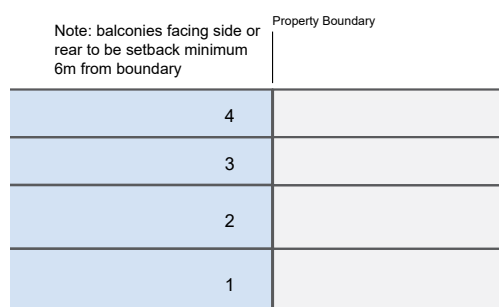 Note: balconies facing side or
rear to be setback minimum
6m from boundary
Property Boundary
4
3
2
1